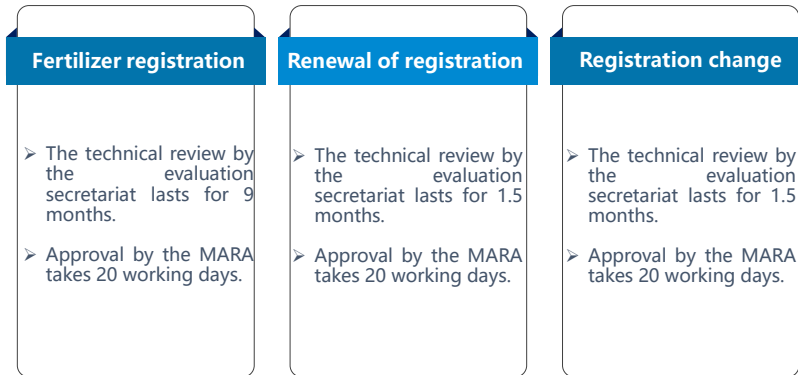 Fertilizer registration
➢ The technical review by
the evaluation
secretariat lasts for 9
months.
➢ Approval by the MARA
takes 20 working days.
Renewal of registration
➢ The technical review by
the evaluation
secretariat lasts for 1.5
months.
➢ Approval by the MARA
takes 20 working days.
Registration change
➢ The technical review by
the evaluation
secretariat lasts for 1.5
months.
➢ Approval by the MARA
takes 20 working days.